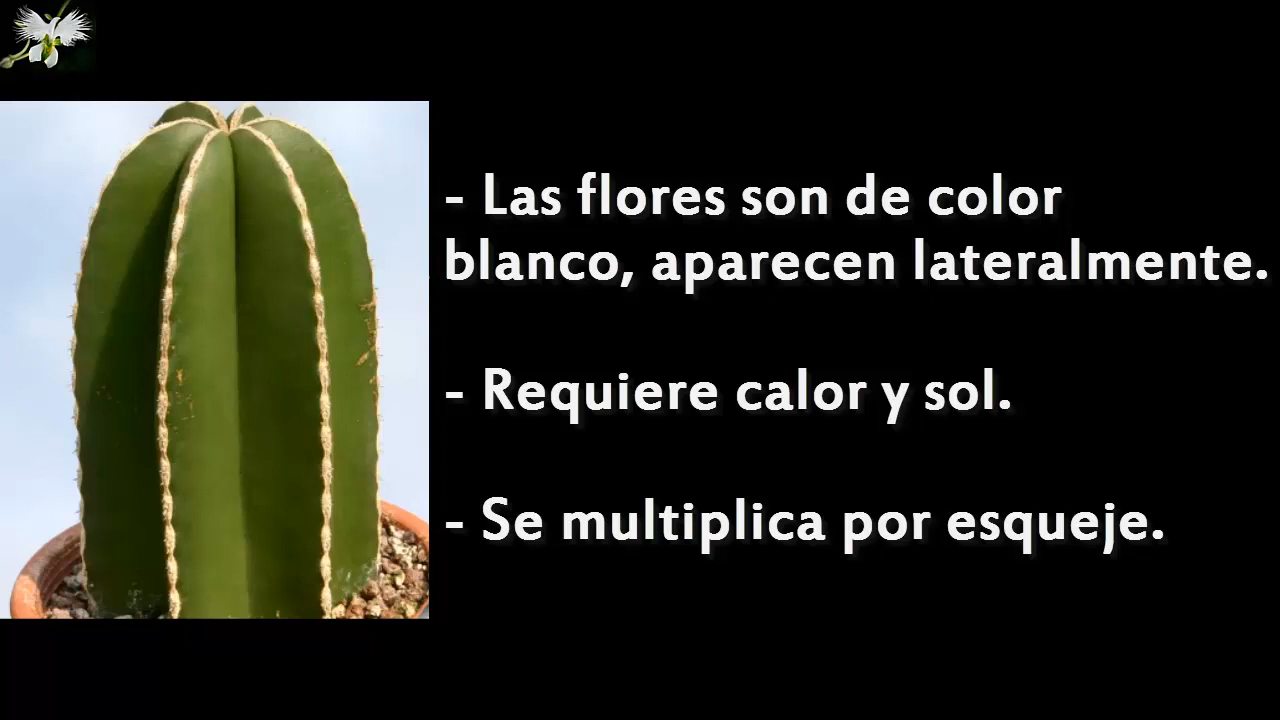 - Las flores son de color
blanco, aparecen lateralmente.
- Requiere calor y sol.
- Se multiplica por esqueje.